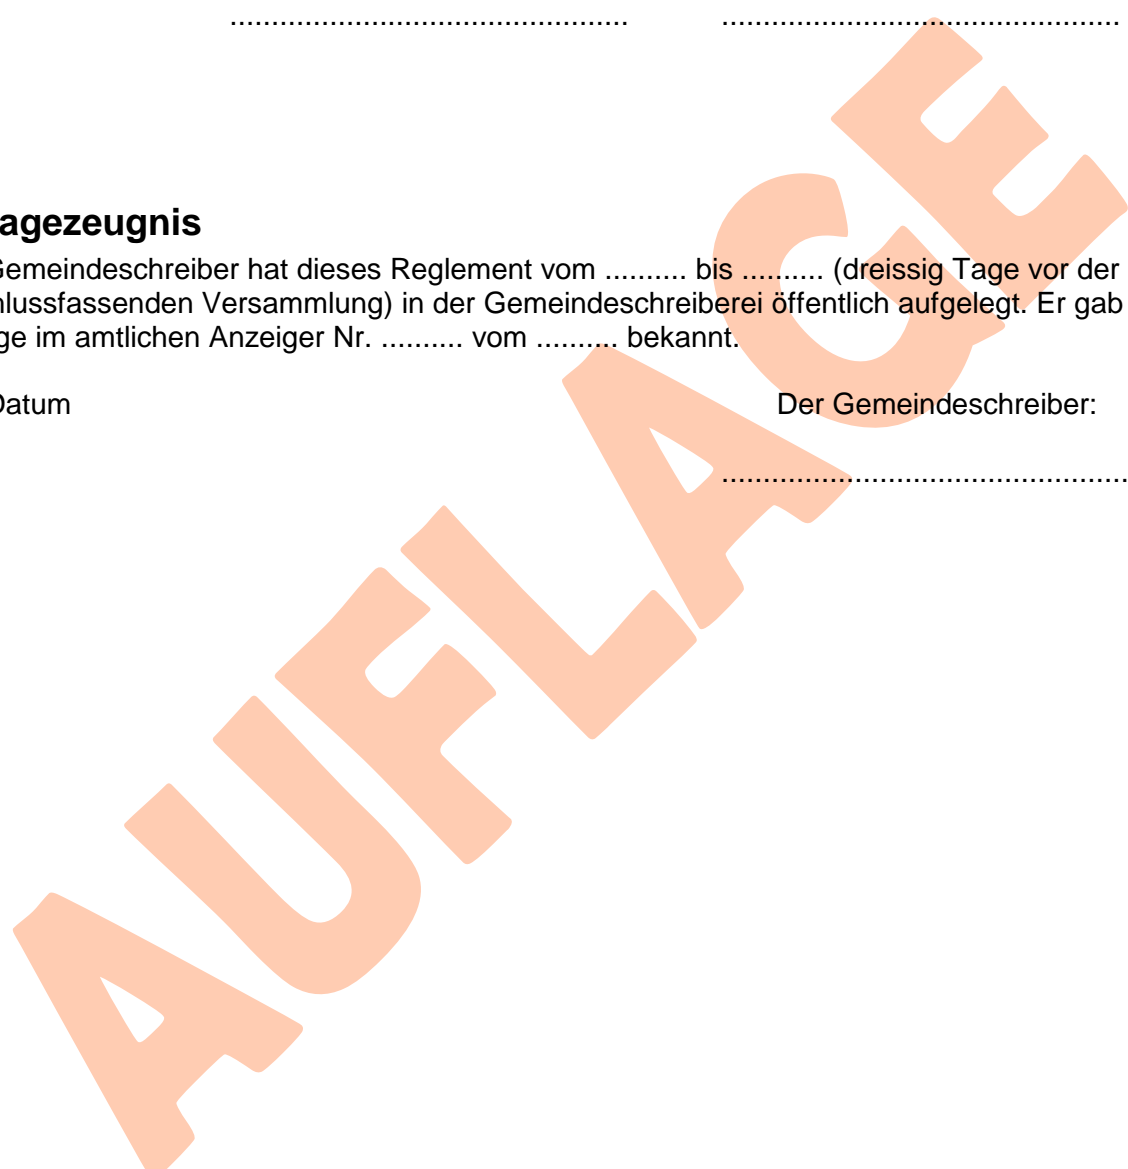 ................................................ ................................................
agezeugnis
Gemeindeschreiber hat dieses Reglement vom .......... bis .......... (dreissig Tage vor der
lussfassenden Versammlung) in der Gemeindeschreiberei öffentlich aufgelegt. Er gab
ge im amtlichen Anzeiger Nr. .......... vom .......... bekannt.
Datum Der Gemeindeschreiber:
.................................................
AUFLAGE